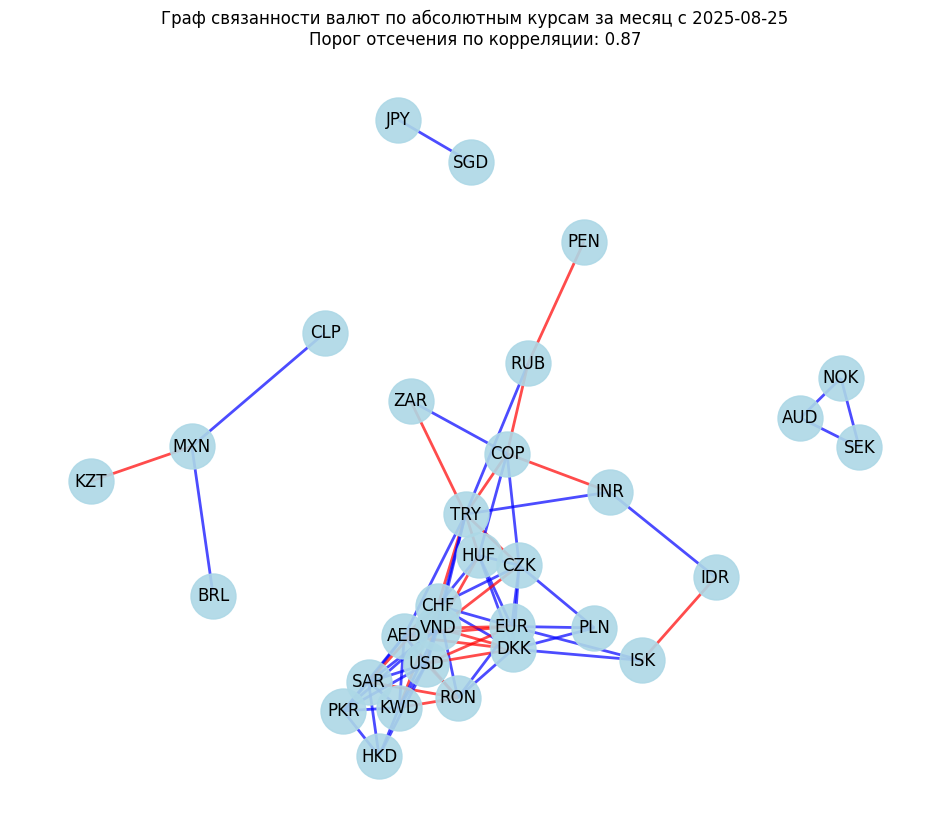 Граф связанности валют по абсолютным курсам за месяц с 2025-08-25
Порог отсечения по корреляции: 0.87
JPY
SGD
PEN
CLP
RUB
NOK
ZAR
AUD
MXN
SEK
COP
KZT
INR
TRY
HUF
CZK
IDR
BRL
CHF
EUR
VND
PLN
AED
DKK
ISK
USD
SAR
RON
KWD
PKR
HKD